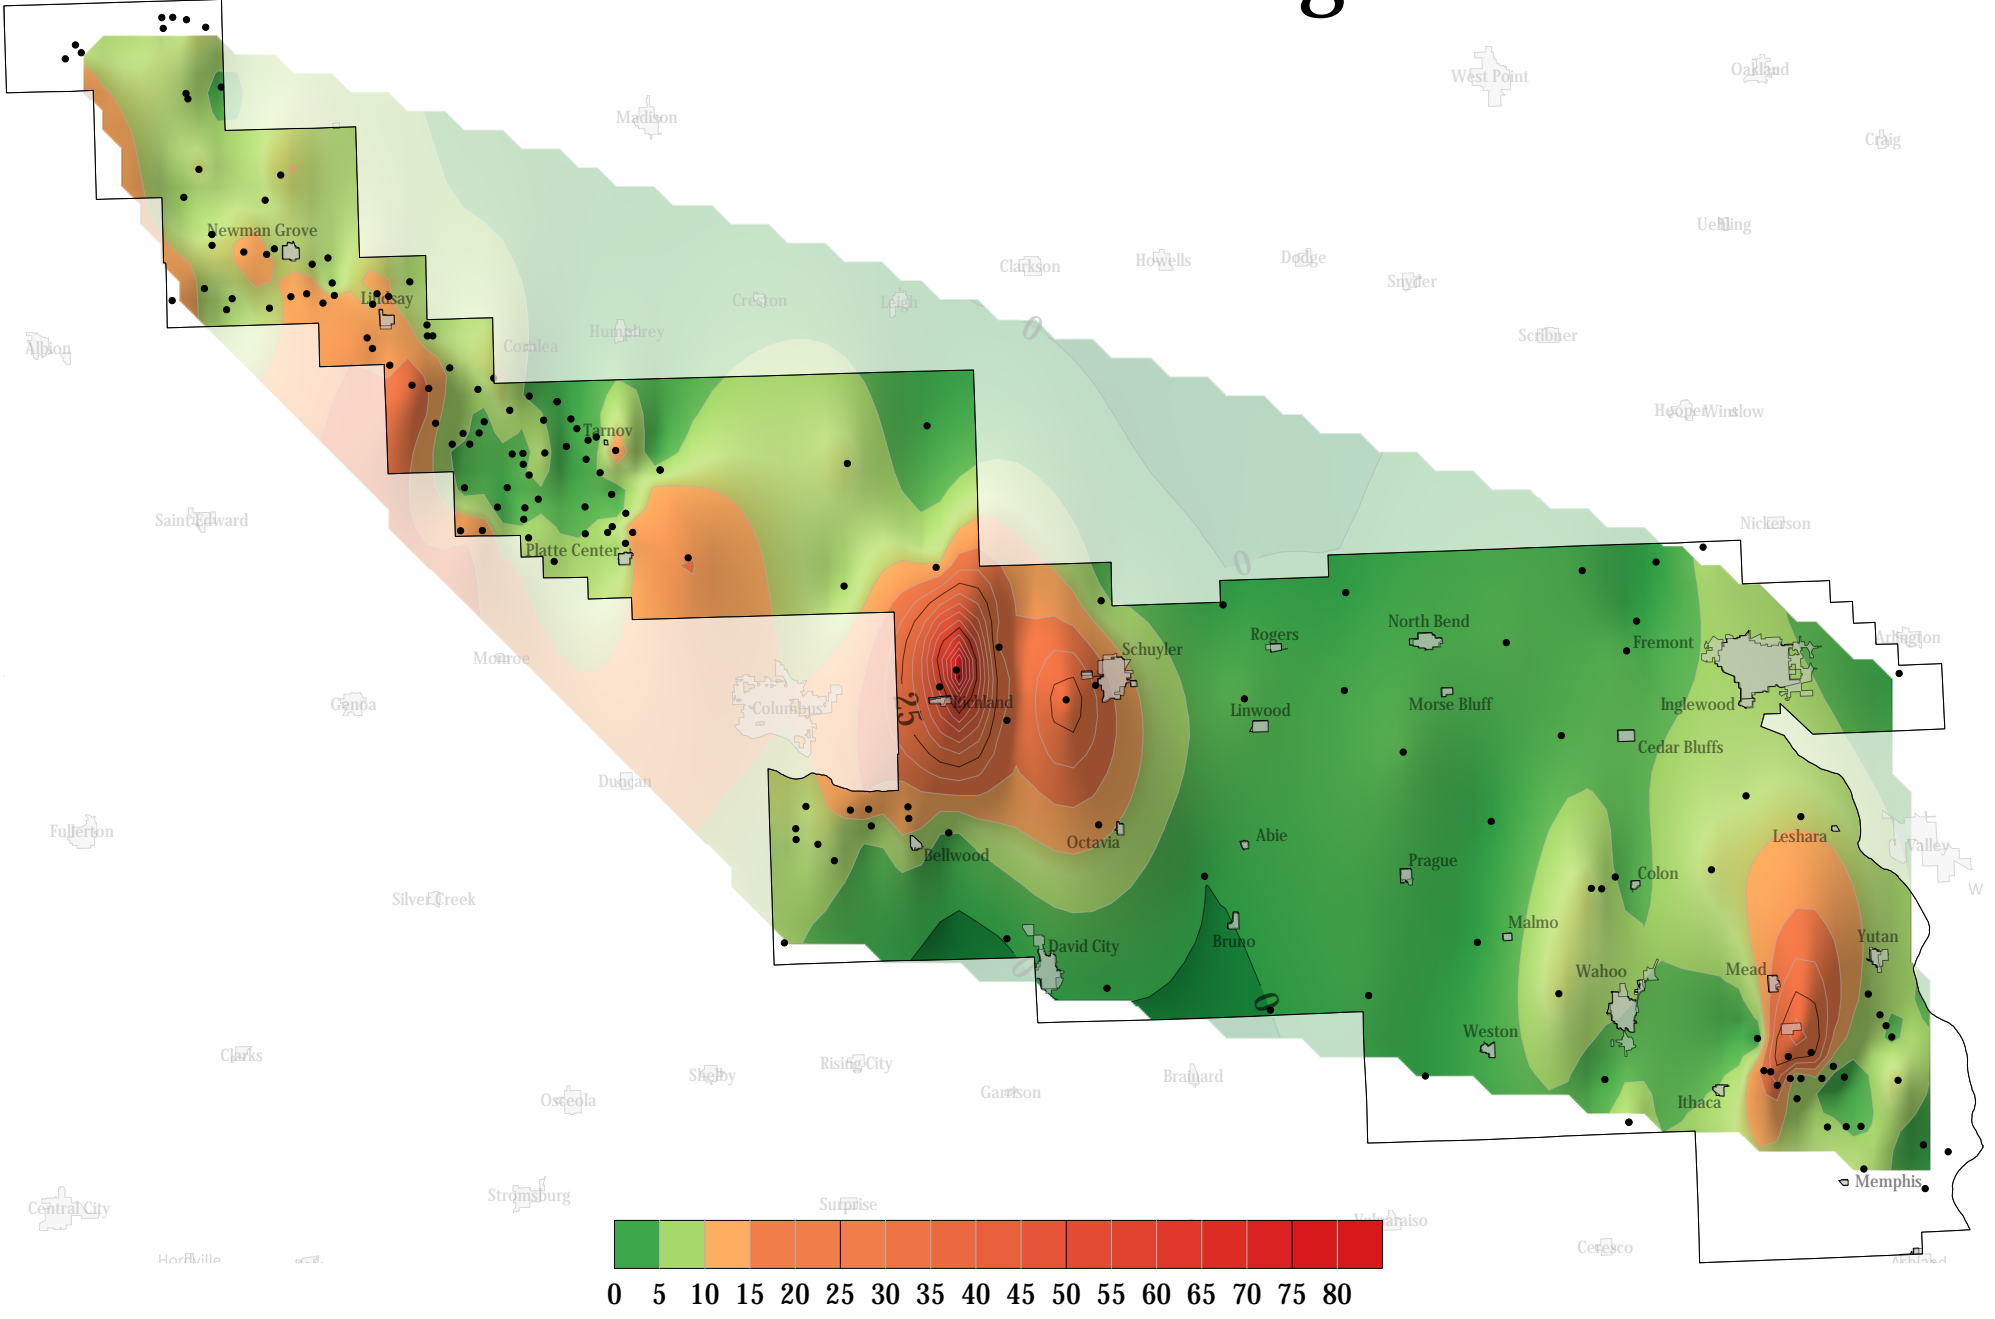 g
West Point
Oakland
Madison
Craig
Uehling
Newman Grove
Clarkson
Howells
Dodge
Snyder
Lindsay
Creston
Leigh
Humphrey
0
Scribner
Albion
Cornlea
Hooper
Winslow
Tarnov
Saint Edward
Nickerson
Platte Center
0
Rogers
North Bend
Fremont
Arlington
Schuyler
Monroe
Genoa
Columbus
25
Richland
Linwood
Morse Bluff
Inglewood
Cedar Bluffs
Duncan
Fullerton
Octavia
Abie
Leshara
Valley
Bellwood
Prague
Colon
W
Silver Creek
Malmo
David City
Bruno
Yutan
0
Wahoo
Mead
0
Weston
Clarks
Shelby
Rising City
Garrison
Brainard
Osceola
Ithaca
Stromsburg
Memphis
Central City
Surprise
Valparaiso
Ceresco
Hordville
Ashland
0 5 10 15 20 25 30 35 40 45 50 55 60 65 70 75 80